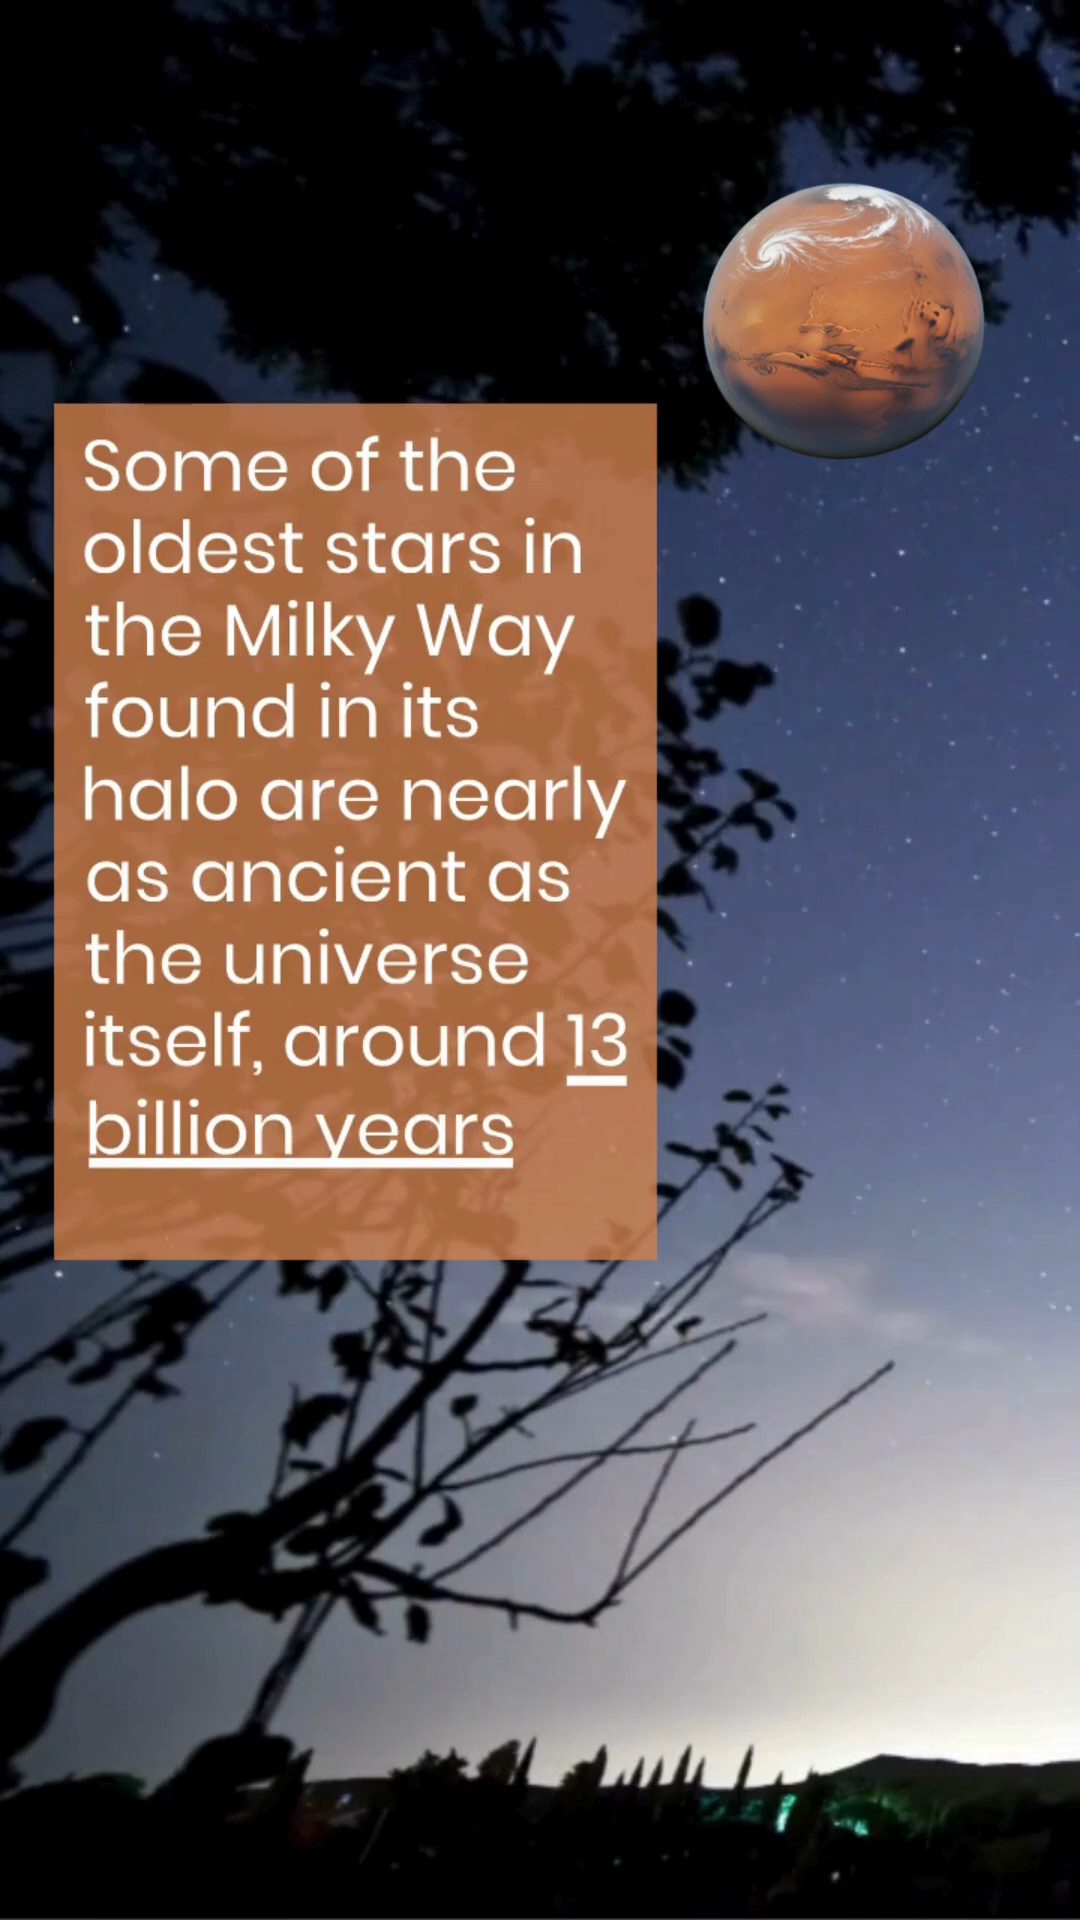 Some of the
oldest stars in
the Milky Way
found in its
halo are nearly
as ancient as
the universe
itself, around 13
billion years